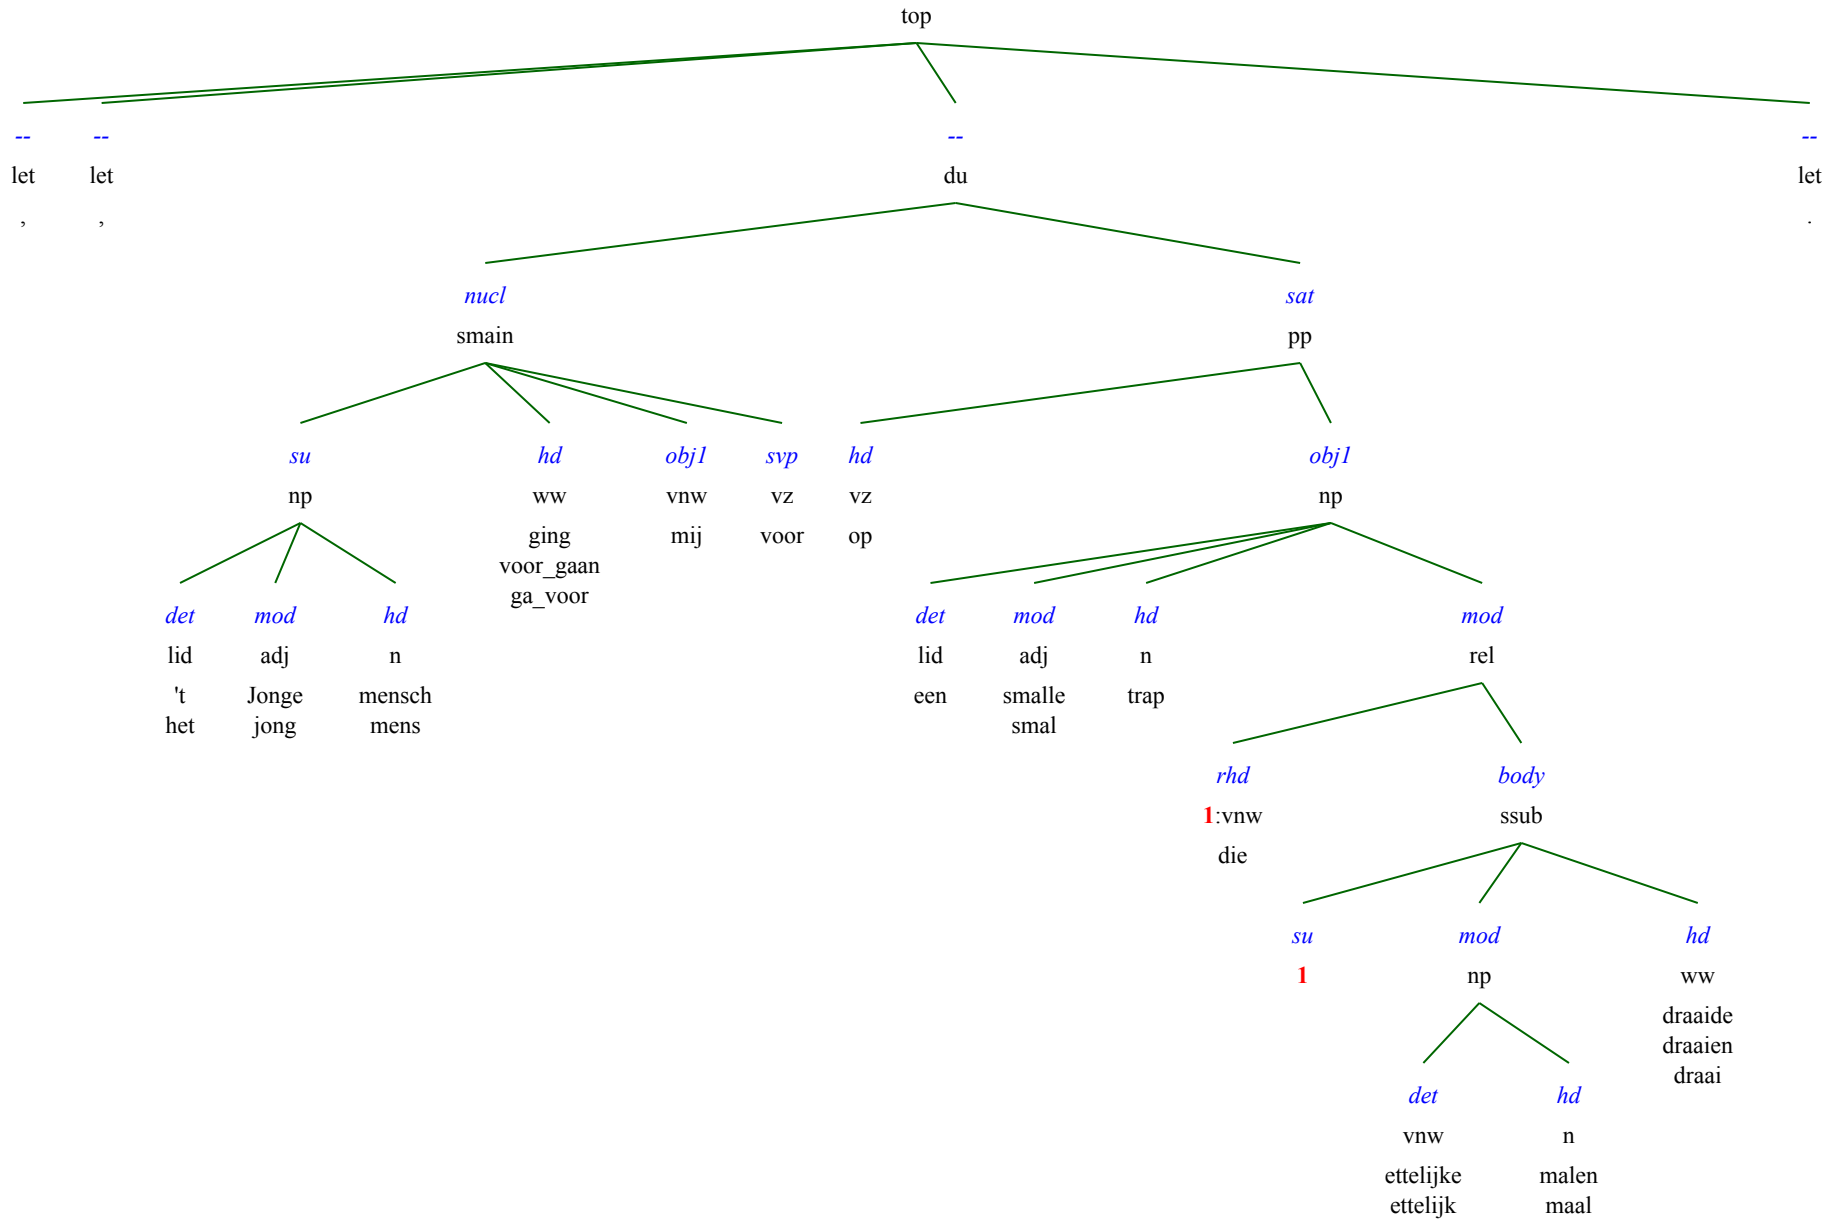 top
-- -- -- --
let let du let
, , .
nucl sat
smain pp
su hd obj1 svp hd obj1
np ww vnw vz vz np
ging mij voor op
voor_gaan
ga_voor
det mod hd det mod hd mod
lid adj n lid adj n rel
't Jonge mensch een smalle trap
het jong mens smal
rhd body
1:vnw ssub
die
su mod hd
1 np ww
draaide
draaien
draai
det hd
vnw n
ettelijke malen
ettelijk maal